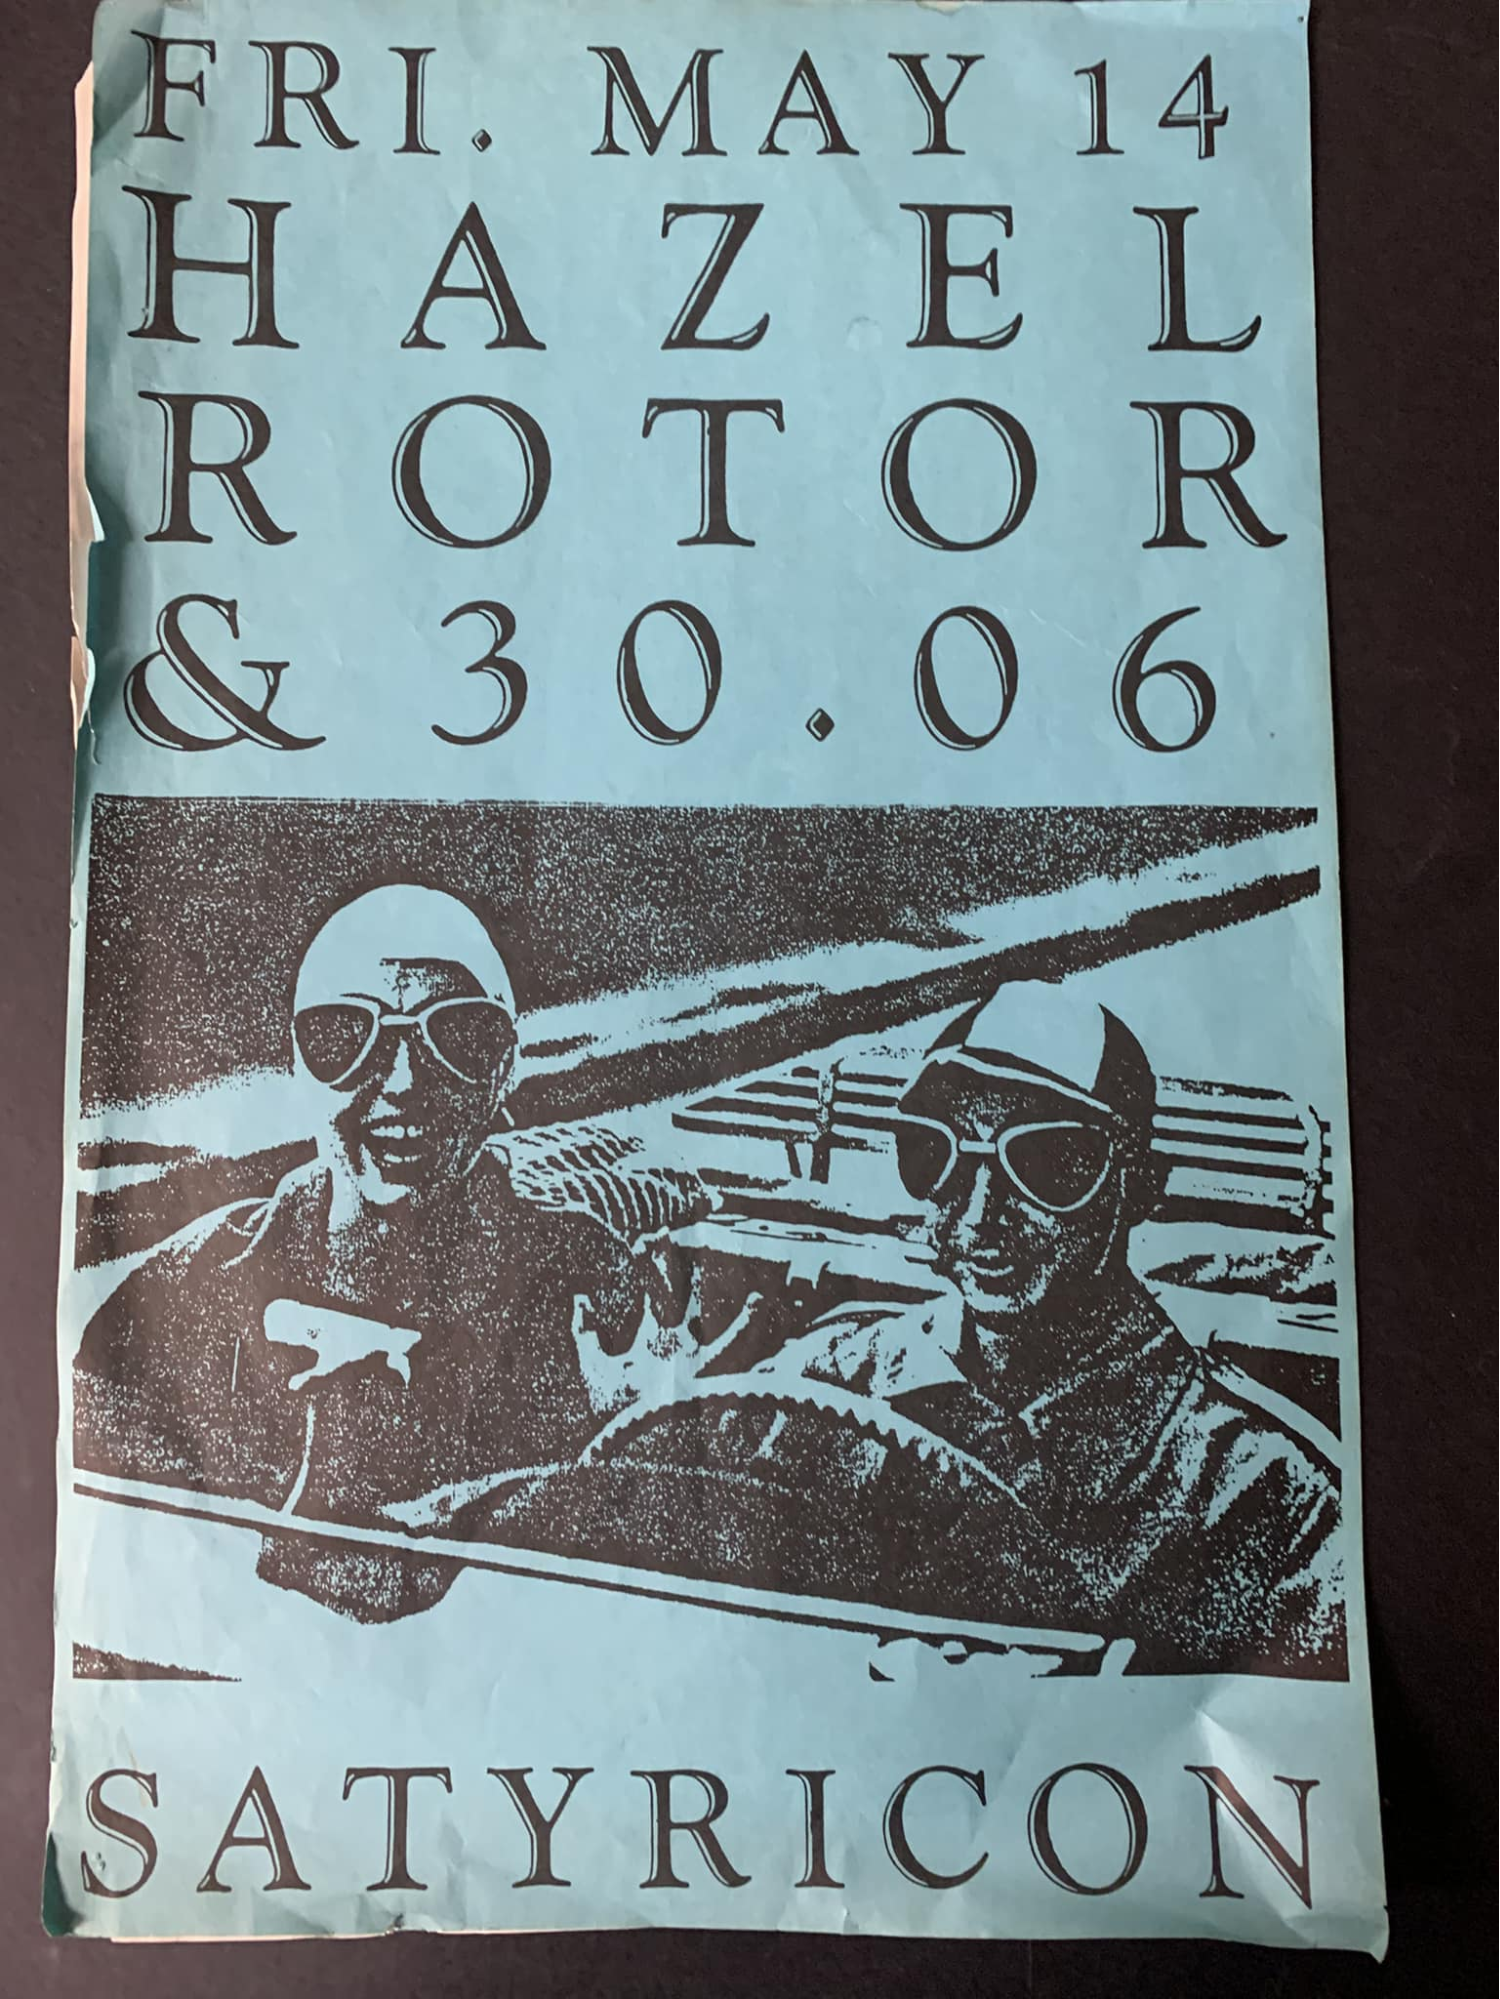 FRI. MAY 14
HAZEL
ROTOR
& 30.06
SATYRICON